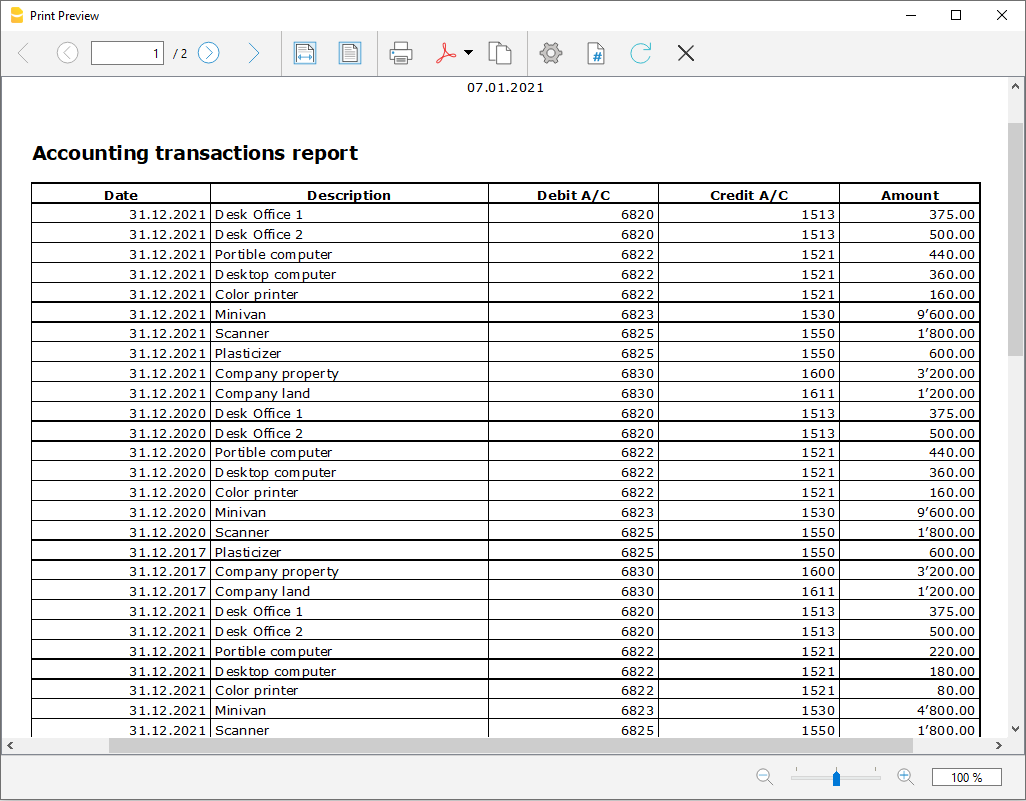 Print Preview
1 / 2
#
07.01.2021
Accounting transactions report
Date Description Debit A/C Credit A/C Amount
31.12.2021 Desk Office 1 6820 1513 375.00
31.12.2021 Desk Office 2 6820 1513 500.00
31.12.2021 Portible computer 6822 1521 440.00
31.12.2021 Desktop computer 6822 1521 360.00
31.12.2021 Color printer 6822 1521 160.00
31.12.2021 Minivan 6823 1530 9’600.00
31.12.2021 Scanner 6825 1550 1’800.00
31.12.2021 Plasticizer 6825 1550 600.00
31.12.2021 Company property 6830 1600 3’200.00
31.12.2021 Company land 6830 1611 1’200.00
31.12.2020 Desk Office 1 6820 1513 375.00
31.12.2020 Desk Office 2 6820 1513 500.00
31.12.2020 Portible computer 6822 1521 440.00
31.12.2020 Desktop computer 6822 1521 360.00
31.12.2020 Color printer 6822 1521 160.00
31.12.2020 Minivan 6823 1530 9’600.00
31.12.2020 Scanner 6825 1550 1’800.00
31.12.2017 Plasticizer 6825 1550 600.00
31.12.2017 Company property 6830 1600 3’200.00
31.12.2017 Company land 6830 1611 1’200.00
31.12.2021 Desk Office 1 6820 1513 375.00
31.12.2021 Desk Office 2 6820 1513 500.00
31.12.2021 Portible computer 6822 1521 220.00
31.12.2021 Desktop computer 6822 1521 180.00
31.12.2021 Color printer 6822 1521 80.00
31.12.2021 Minivan 6823 1530 4’800.00
31.12.2021 Scanner 6825 1550 1’800.00
100 %